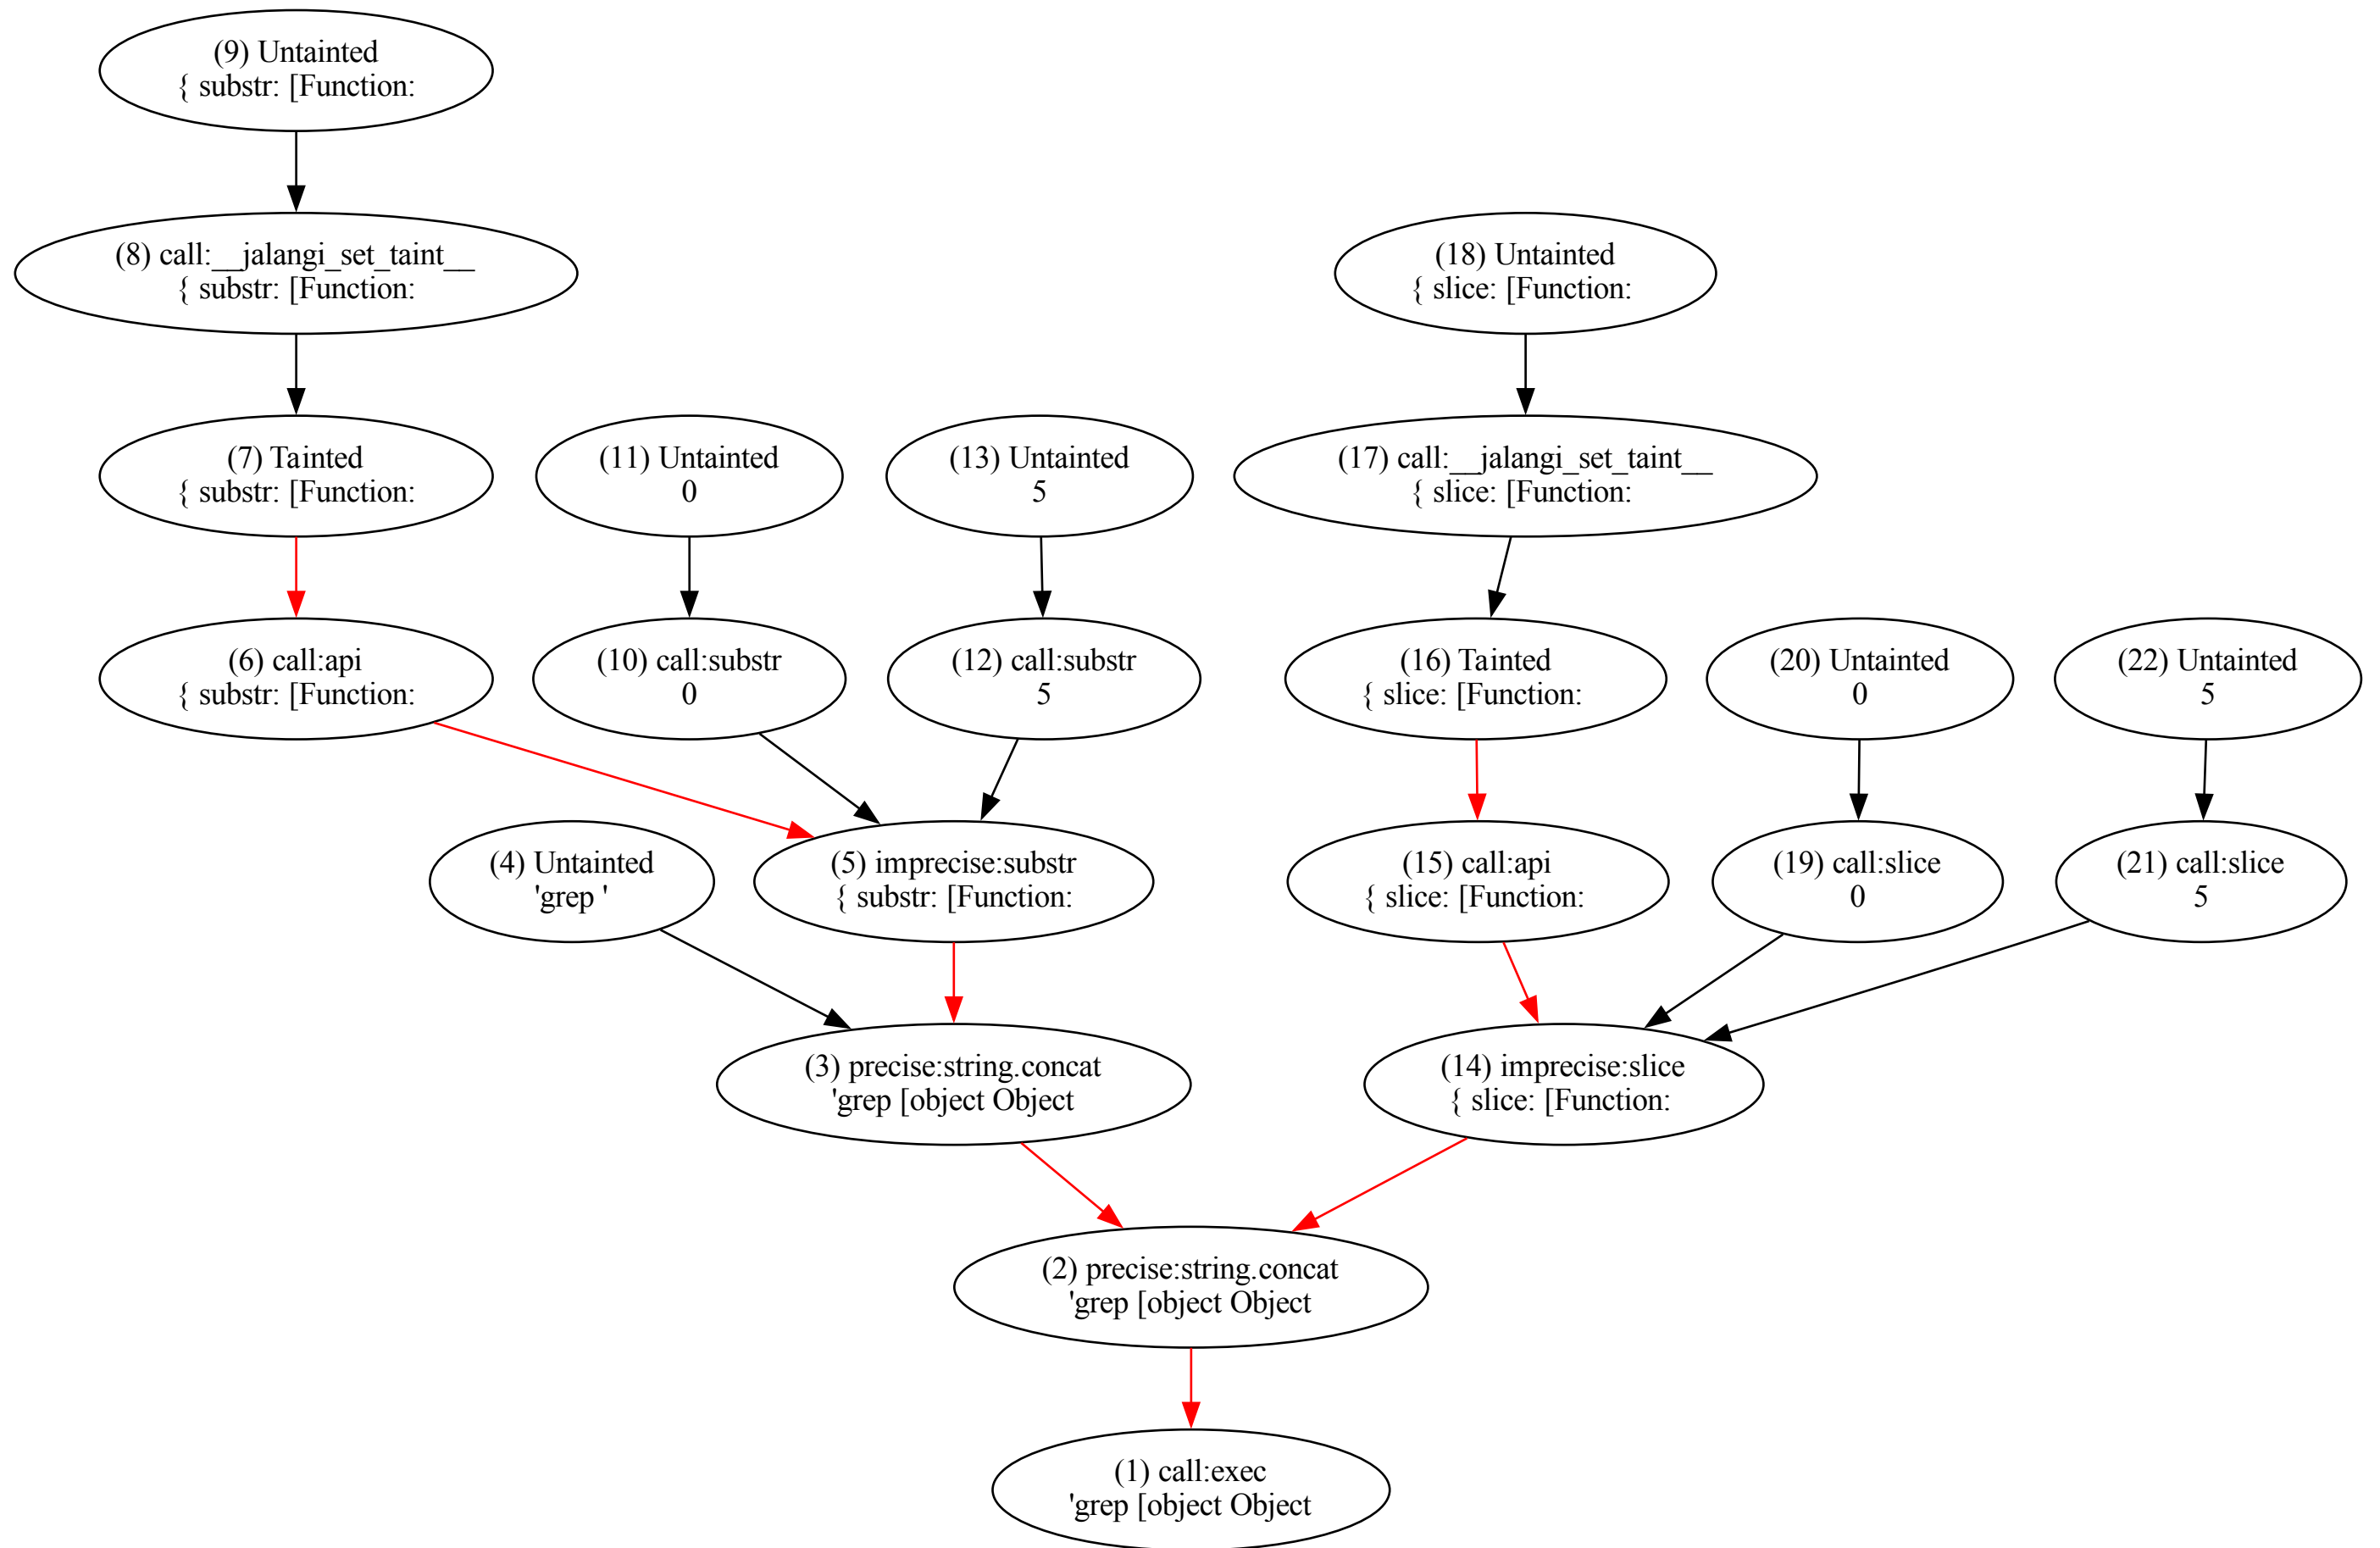 (9) Untainted
{ substr: [Function:
(8) call:__jalangi_set_taint__
{ substr: [Function:
(18) Untainted
{ slice: [Function:
(7) Tainted
{ substr: [Function:
(11) Untainted
0
(13) Untainted
5
(17) call:__jalangi_set_taint__
{ slice: [Function:
(6) call:api
{ substr: [Function:
(10) call:substr
0
(12) call:substr
5
(16) Tainted
{ slice: [Function:
(20) Untainted
0
(22) Untainted
5
(4) Untainted
'grep '
(5) imprecise:substr
{ substr: [Function:
(15) call:api
{ slice: [Function:
(19) call:slice
0
(21) call:slice
5
(3) precise:string.concat
'grep [object Object
(14) imprecise:slice
{ slice: [Function:
(2) precise:string.concat
'grep [object Object
(1) call:exec
'grep [object Object